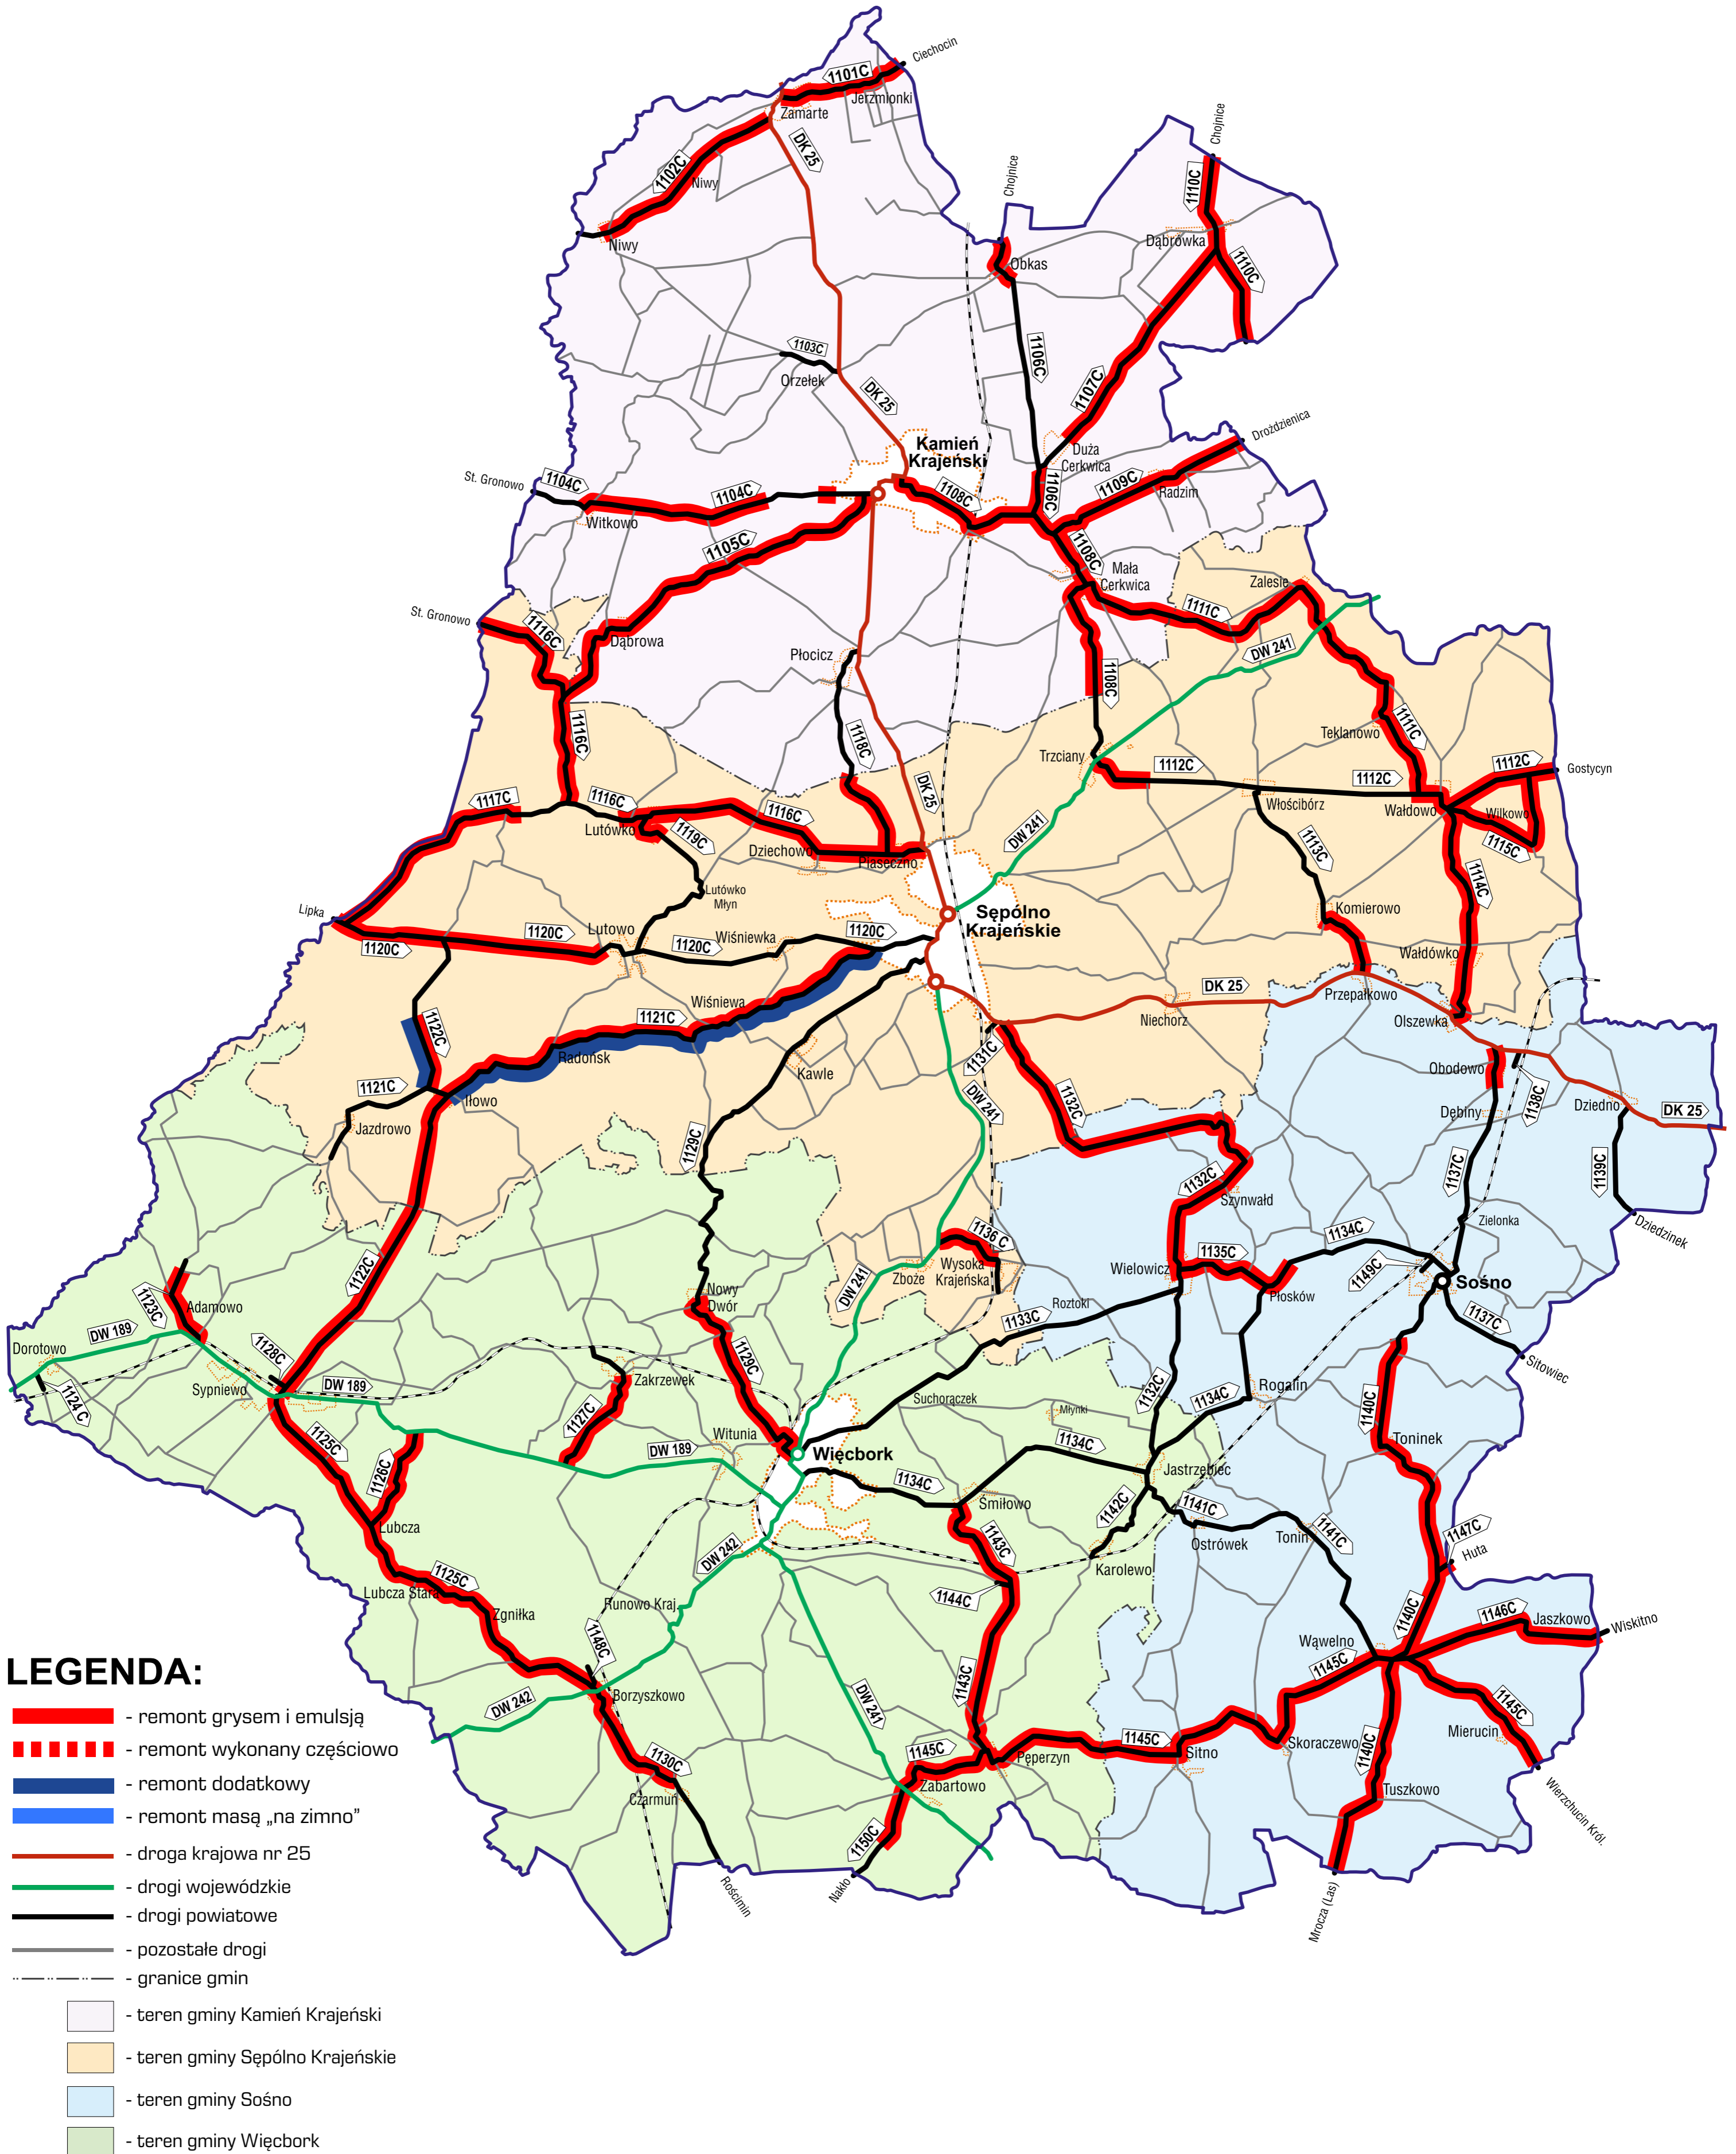 Ciechocin
1101C
Jerzmionki
Zamarte
DK 25
1102C
Niwy
Niwy
Chojnice
Chojnice
1110C
Dąbrówka
1110C
Obkas
1103C
Orzełek
1106C
DK 25
1107C
Kamień
Krajeński
Duża
Cerkwica
Drożdzienica
St. Gronowo
1104C
1104C
1108C
1106C
1109C
Radzim
Witkowo
1105C
1108C
Mała
Cerkwica
Zalesie
St. Gronowo
1116C
Dąbrowa
1111C
DW 241
Płocicz
1108C
1116C
1118C
Teklanowo
1111C
Trzciany
1112C
1112C
1112C
Gostycyn
DK 25
1117C
1116C
1116C
Włościbórz
Wałdowo
Wilkowo
Lutówko
1119C
DW 241
Dziechowo
Piaseczno
1113C
1115C
Lutówko
Młyn
1114C
Lipka
Sępólno
Krajeńskie
Komierowo
1120C
1120C
Lutowo
1120C
Wiśniewka
1120C
Wałdówko
DK 25
Przepałkowo
Wiśniewa
1121C
Niechorz
Olszewka
1122C
Radońsk
1131C
Obodowo
Kawle
1121C
Iłowo
DW 241
1132C
1138C
Dziedno
DK 25
Jazdrowo
Dębiny
1129C
1137C
1139C
1132C
Szynwałd
Zielonka
Dziedzinek
1136 C
1134C
Wysoka
Krajeńska
Zboże
DW 241
Wielowicz
1135C
1149C
Sośno
1122C
1123C
Adamowo
Nowy
Dwór
Roztoki
1133C
Płosków
1137C
DW 189
Dorotowo
1128C
Sitowiec
1129C
Sypniewo
DW 189
Zakrzewek
1124 C
Suchorączek
1132C
1134C
Rogalin
1140C
1127C
Młynki
1125C
Witunia
DW 189
Więcbork
1134C
Toninek
1126C
1134C
Jastrzębiec
Śmiłowo
1142C
1141C
Lubcza
Ostrówek
Tonin
1141C
1147C
Huta
1143C
DW 242
Karolewo
1125C
Lubcza Stara
1144C
Zgniłka
Runowo Kraj.
1140C
1146C
Jaszkowo
Wiskitno
1148C
Wąwelno
1145C
1143C
DW 241
Borzyszkowo
DW 242
1145C
Mierucin
1130C
1145C
Pęperzyn
1145C
Sitno
Skoraczewo
1140C
Czarmuń
Zabartowo
Tuszkowo
Wierzchucin Król.
1150C
Nakło
Rościmin
Mrocza (Las)
LEGENDA:
- remont grysem i emulsją
- remont wykonany częściowo
- remont dodatkowy
- remont masą „na zimno”
- droga krajowa nr 25
- drogi wojewódzkie
- drogi powiatowe
- pozostałe drogi
- granice gmin
- teren gminy Kamień Krajeński
- teren gminy Sępólno Krajeńskie
- teren gminy Sośno
- teren gminy Więcbork